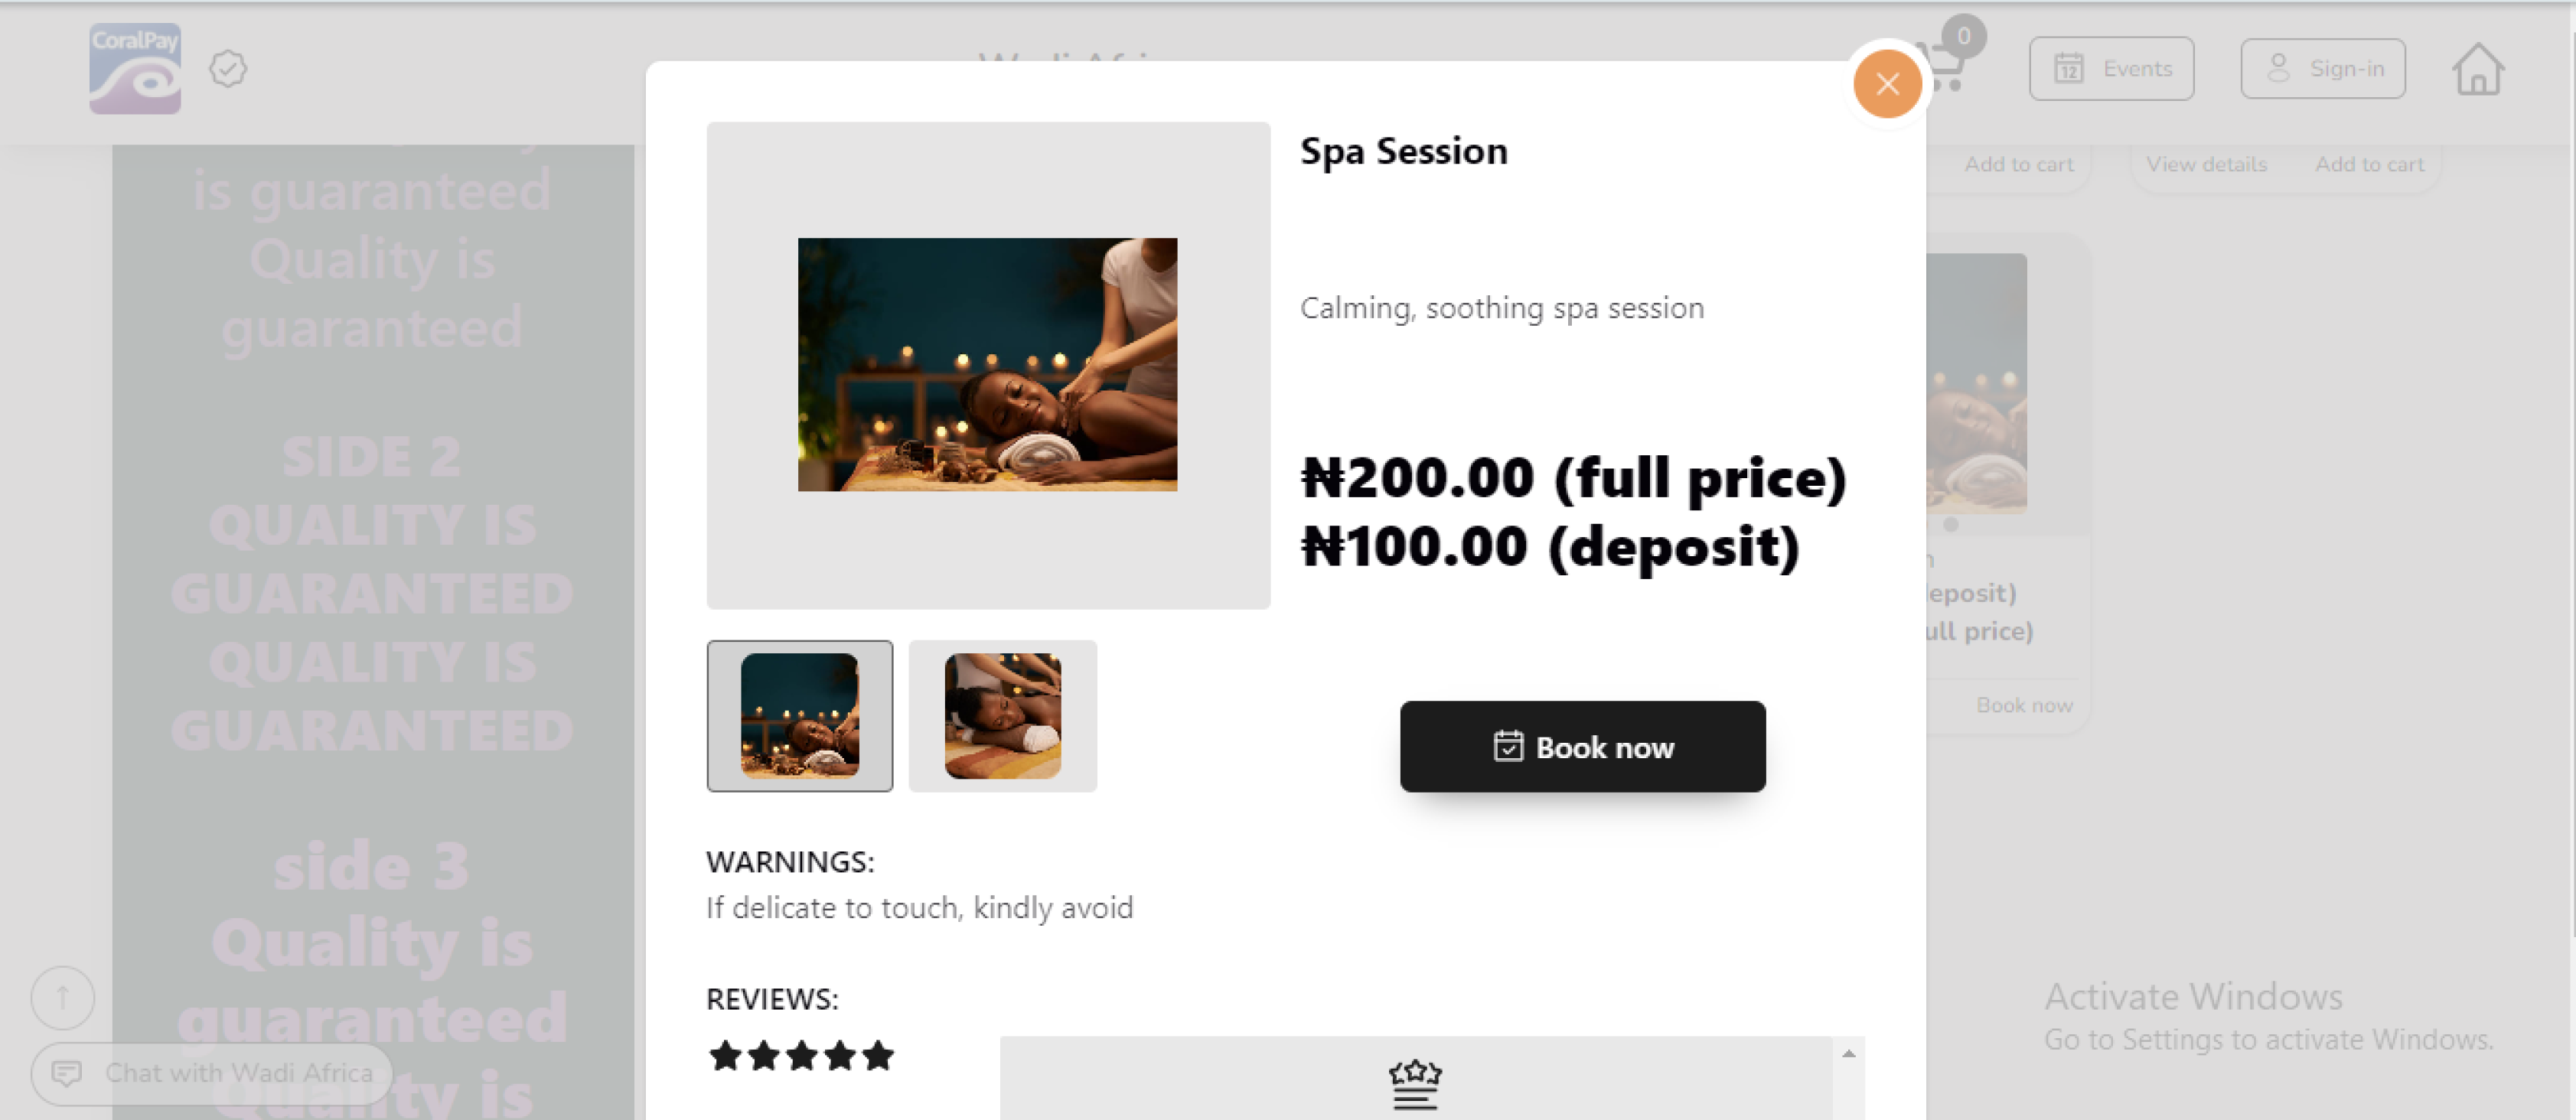 CoralPay
0
12
Events
Sign-in
is guaranteed
Quality is
guaranteed
SIDE 2
QUALITY IS
GUARANTEED
QUALITY IS
GUARANTEED
side 3
Quality is
guaranteed
Quality is
Chat with Wadi Africa
Spa Session
Calming, soothing spa session
₦200.00 (full price)
₦100.00 (deposit)
Book now
WARNINGS:
If delicate to touch, kindly avoid
REVIEWS:
Add to cart
View details
Add to cart
price)
Book now
Activate Windows
Go to Settings to activate Windows.